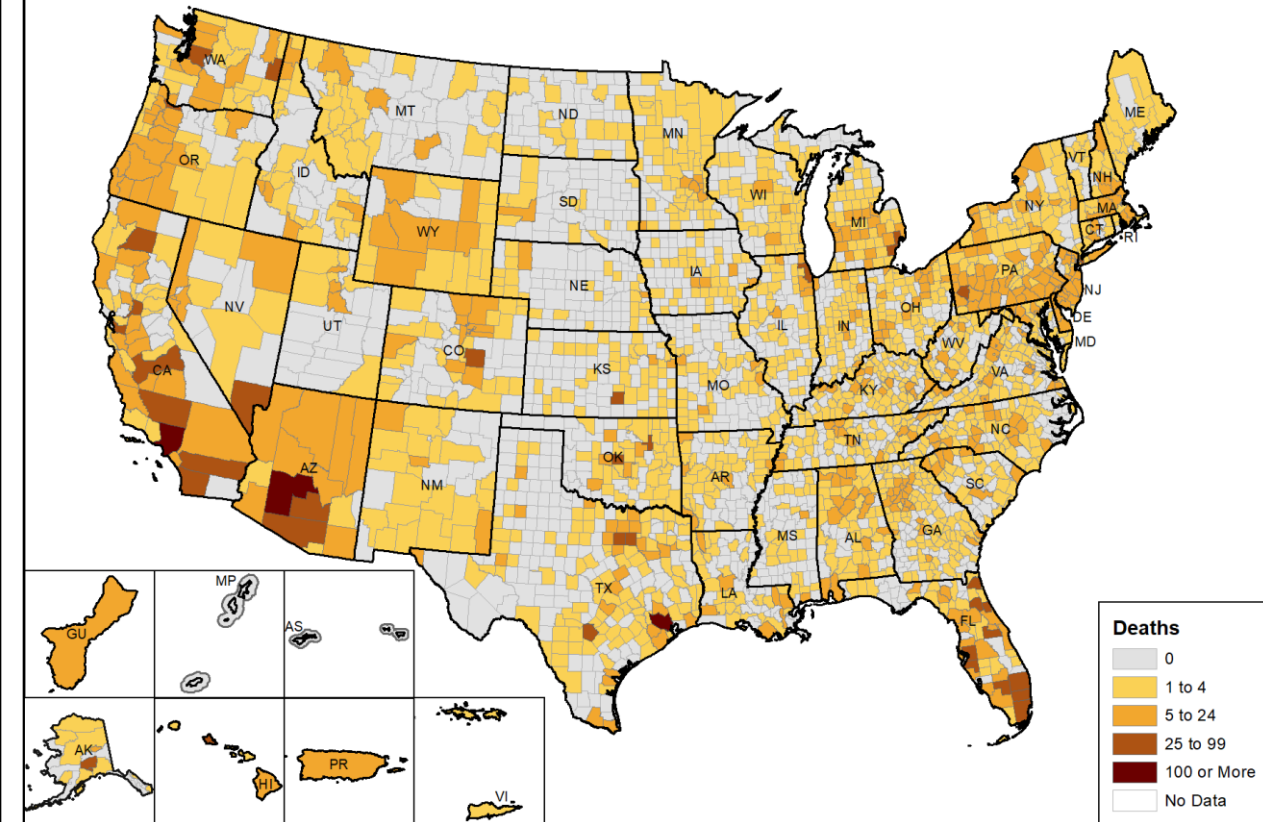 WA
MT
ND
MN
ME
OR
ID
SD
WI
VT
NH
NY
MA
CT
RI
MI
WY
IA
PA
NJ
NE
NV
UT
IL
IN
OH
DE
MD
CO
WV
VA
CA
KS
MO
KY
NC
TN
AZ
OK
AR
SC
NM
MS
AL
GA
TX
LA
FL
GU
MP
AS
AK
HI
PR
VI
Deaths
0
1 to 4
5 to 24
25 to 99
100 or More
No Data